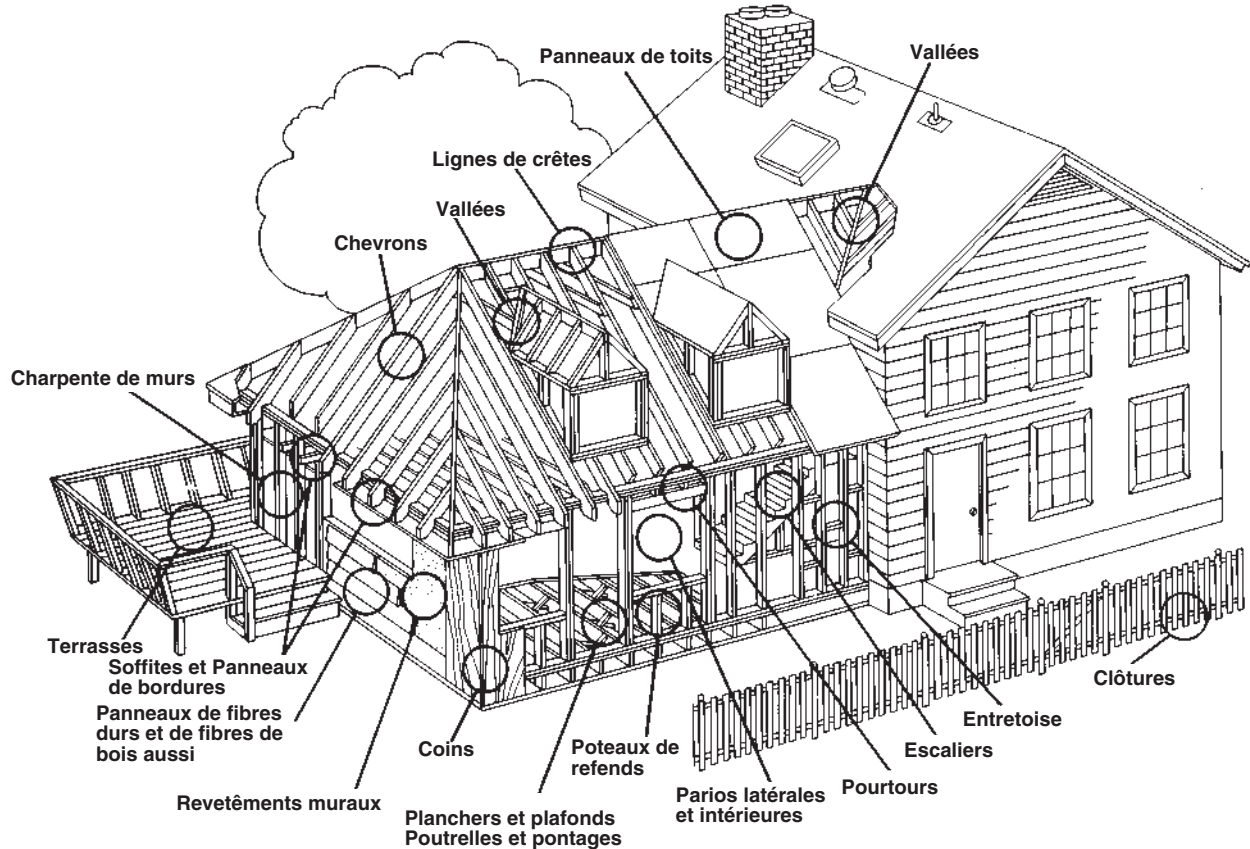 Panneaux de toits
Vallées
Lignes de crêtes
Vallées
Chevrons
Charpente de murs
Terrasses
Soffites et Panneaux
de bordures
Panneaux de fibres
durs et de fibres de
bois aussi
Revetêments muraux
Coins
Planchers et plafonds
Poutrelles et pontages
Poteaux de
refends
Parios latérales
et intérieures
Pourtours
Escaliers
Entretoise
Clôtures